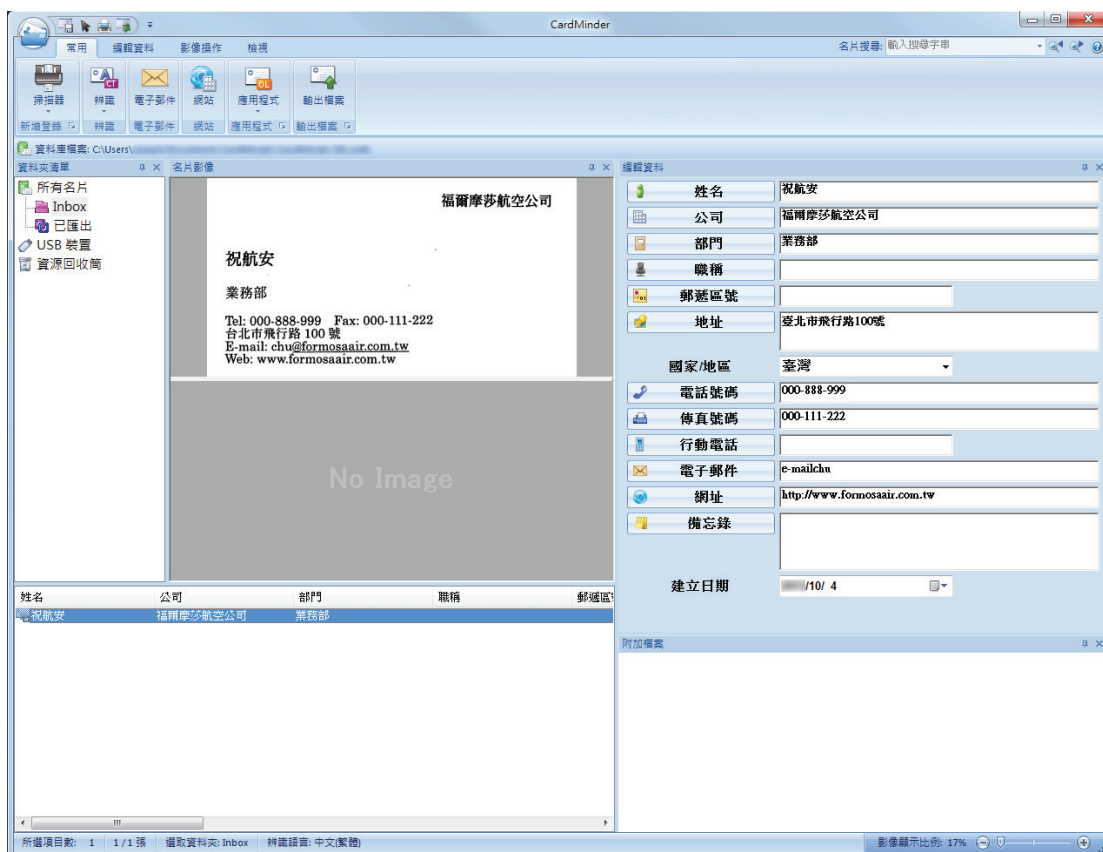 CardMinder
常用 編輯資料 影像操作 檢視 名片搜尋: 輸入搜尋字串
掃描器 辨識 電子郵件 網站 應用程式 輸出檔案
新增登錄 辨識 電子郵件 網站 應用程式 輸出檔案
資料庫檔案: C:\Users\
資料夾清單
所有名片
Inbox
已匯出
USB 裝置
資源回收筒
名片影像
福爾摩莎航空公司
祝航安
業務部
Tel: 000-888-999 Fax: 000-111-222
台北市飛行路 100 號
E-mail: chu@formosaair.com.tw
Web: www.formosaair.com.tw
No Image
編輯資料
姓名 祝航安
公司 福爾摩莎航空公司
部門 業務部
職稱
郵遞區號
地址 臺北市飛行路100號
國家/地區 臺灣
電話號碼 000-888-999
傳真號碼 000-111-222
行動電話
電子郵件 e-mailchu
網址 http://www.formosaair.com.tw
備忘錄
建立日期 /10/ 4
附加檔案
姓名 公司 部門 職稱 郵遞區
祝航安 福爾摩莎航空公司 業務部
所選項目數: 1 1/1 張 選取資料夾: Inbox 辨識語言: 中文(繁體) 影像顯示比例: 17%